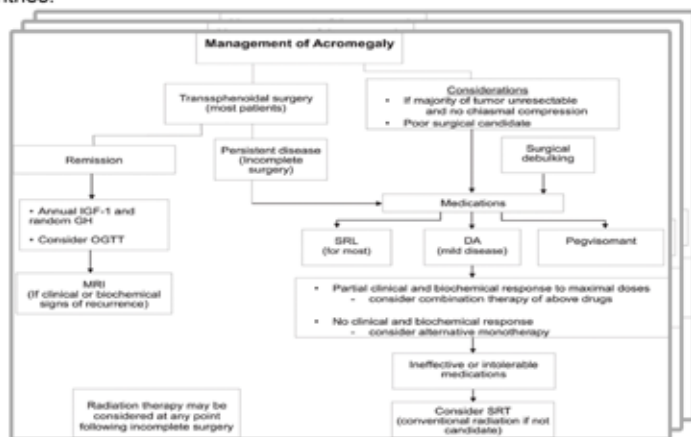 Management of Acromegaly
Transsphenoidal surgery
(most patients)
Considerations
• If majority of tumor unresectable
and no chiasmal compression
• Poor surgical candidate
Remission
Persistent disease
(Incomplete
surgery)
Surgical
debulking
• Annual IGF-1 and
random GH
• Consider OGTT
Medications
SRL
(for most)
DA
(mild disease)
Pegvisomant
MRI
(If clinical or biochemical
signs of recurrence)
• Partial clinical and biochemical response to maximal doses
- consider combination therapy of above drugs
• No clinical and biochemical response
- consider alternative monotherapy
Ineffective or intolerable
medications
Radiation therapy may be
considered at any point
following incomplete surgery
Consider SRT
(conventional radiation if not
candidate)